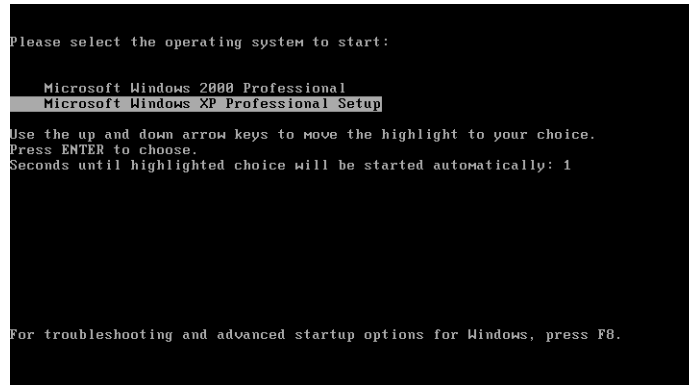 Please select the operating system to start:
Microsoft Windows 2000 Professional
Microsoft Windows XP Professional Setup
Use the up and down arrow keys to move the highlight to your choice.
Press ENTER to choose.
Seconds until highlighted choice will be started automatically: 1
For troubleshooting and advanced startup options for Windows, press F8.